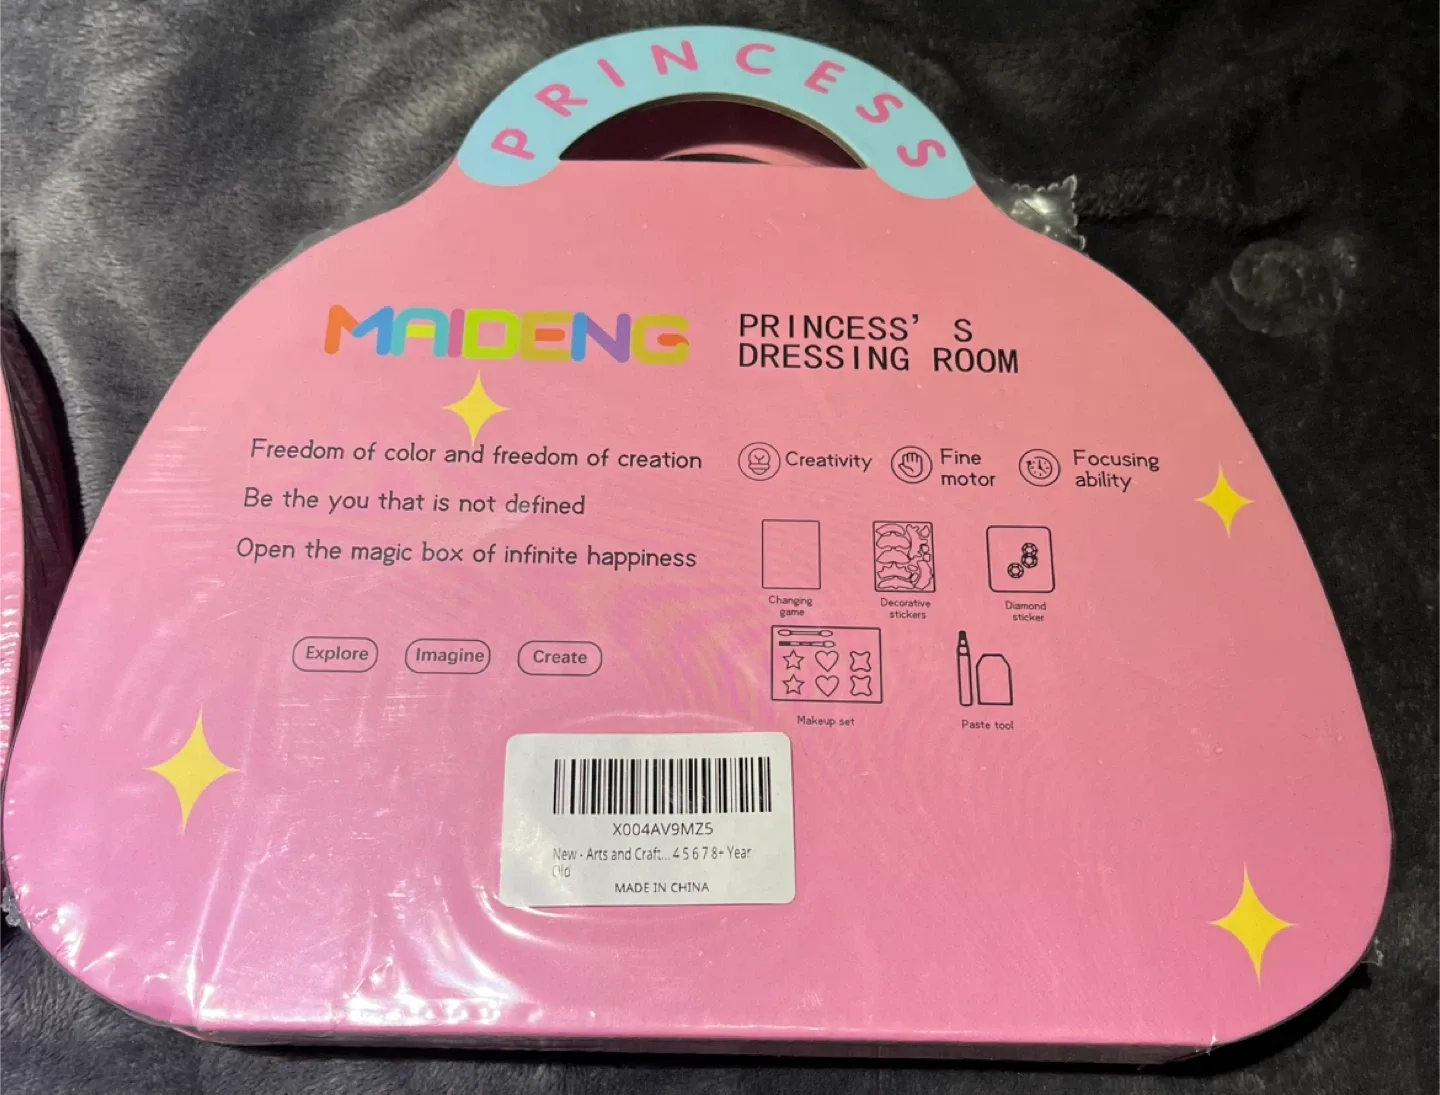 PRINCESS
MAIDENG
PRINCESS' S
DRESSING ROOM
Freedom of color and freedom of creation
Be the you that is not defined
Open the magic box of infinite happiness
Explore
Imagine
Create
Creativity
Fine
motor
Focusing
ability
Changing
game
Decorative
stickers
Diamond
sticker
Makeup set
Paste tool
X004AV9MZ5
New - Arts and Craft... 4 5 6 7 8+ Year
Old
MADE IN CHINA